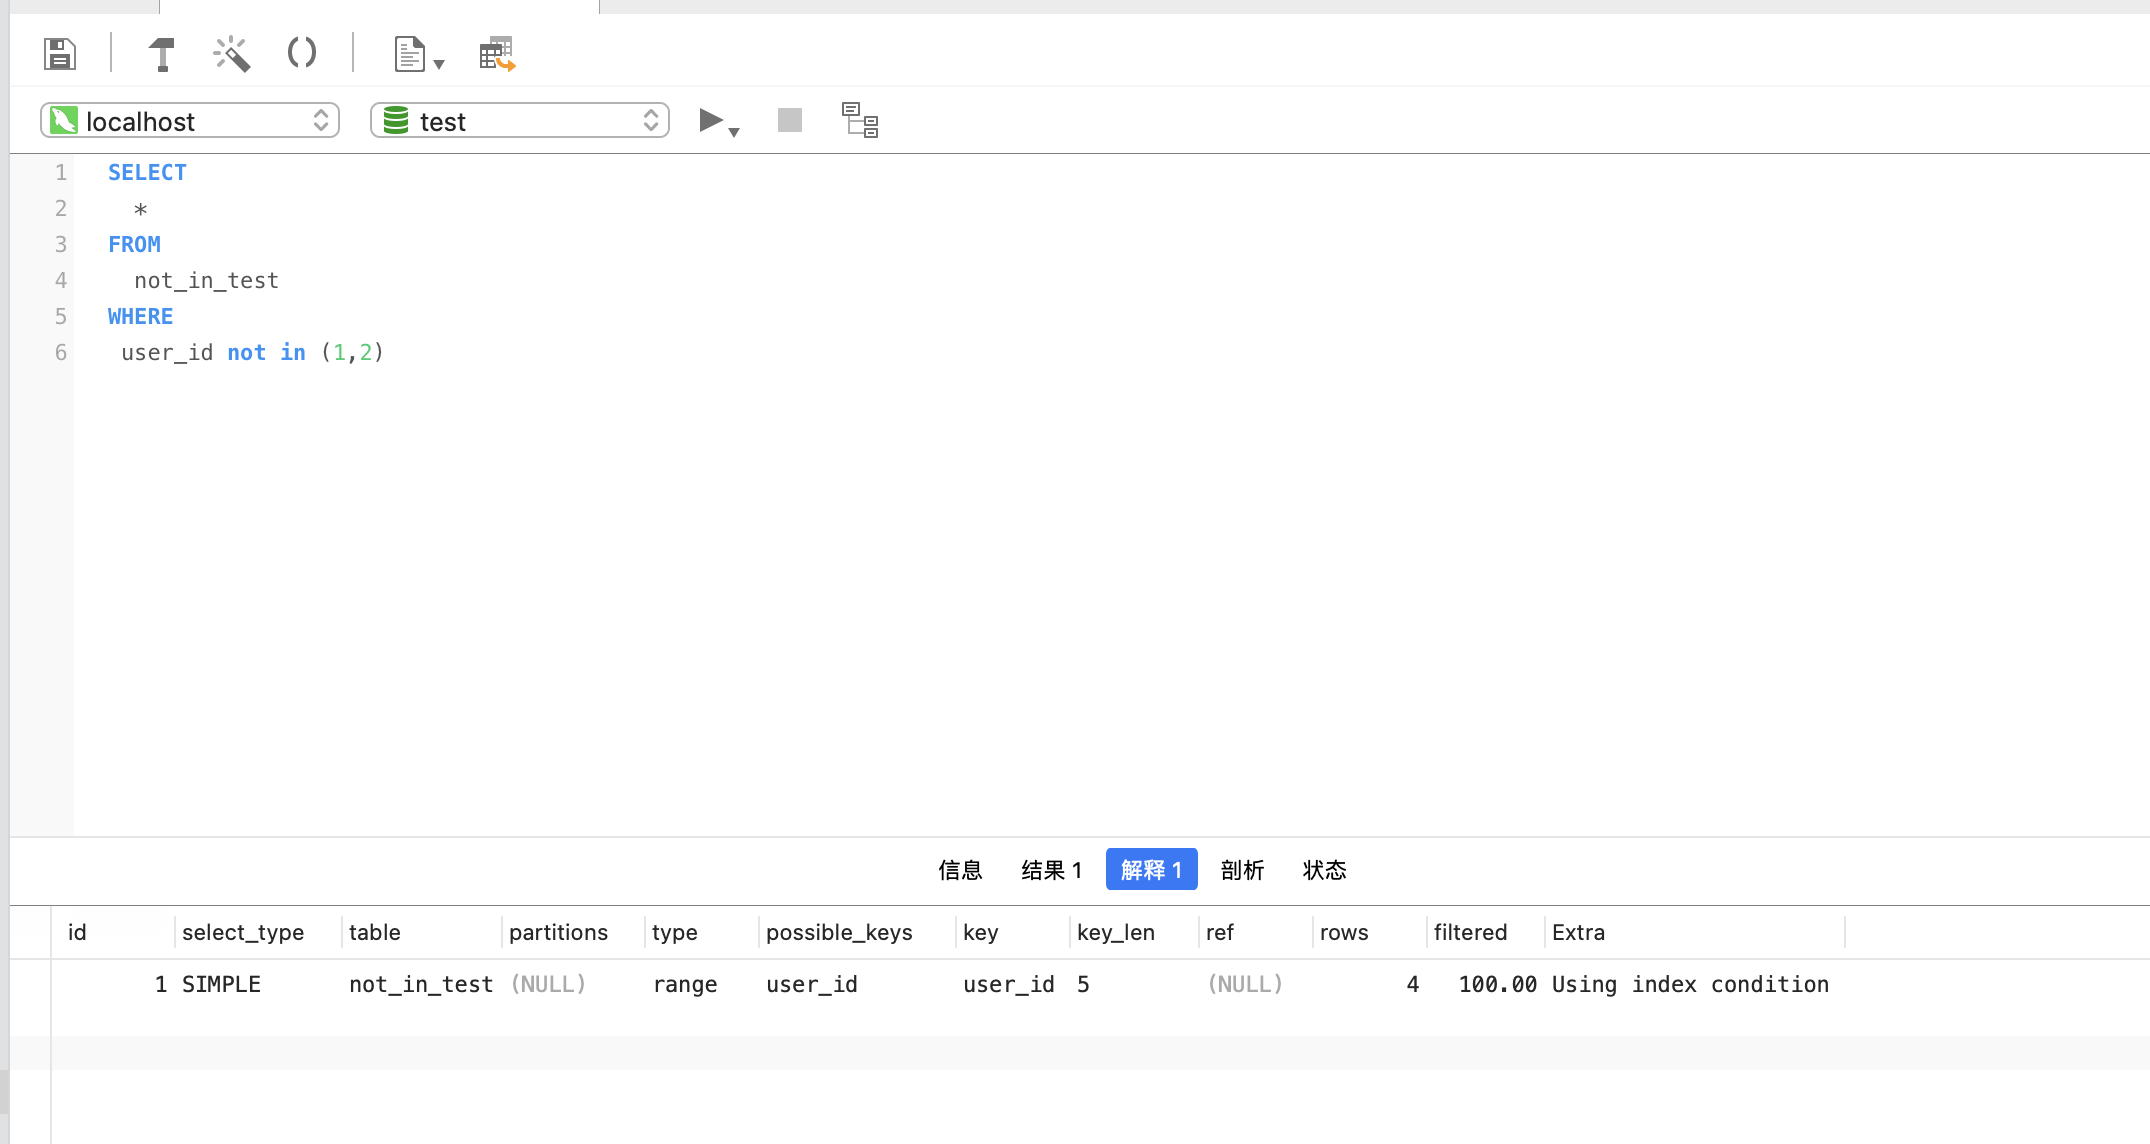 localhost
test
1 SELECT
2 *
3 FROM
4 not_in_test
5 WHERE
6 user_id not in (1,2)
信息 结果 1 解释 1 剖析 状态
id select_type table partitions type possible_keys key key_len ref rows filtered Extra
1 SIMPLE not_in_test (NULL) range user_id user_id 5 (NULL) 4 100.00 Using index condition